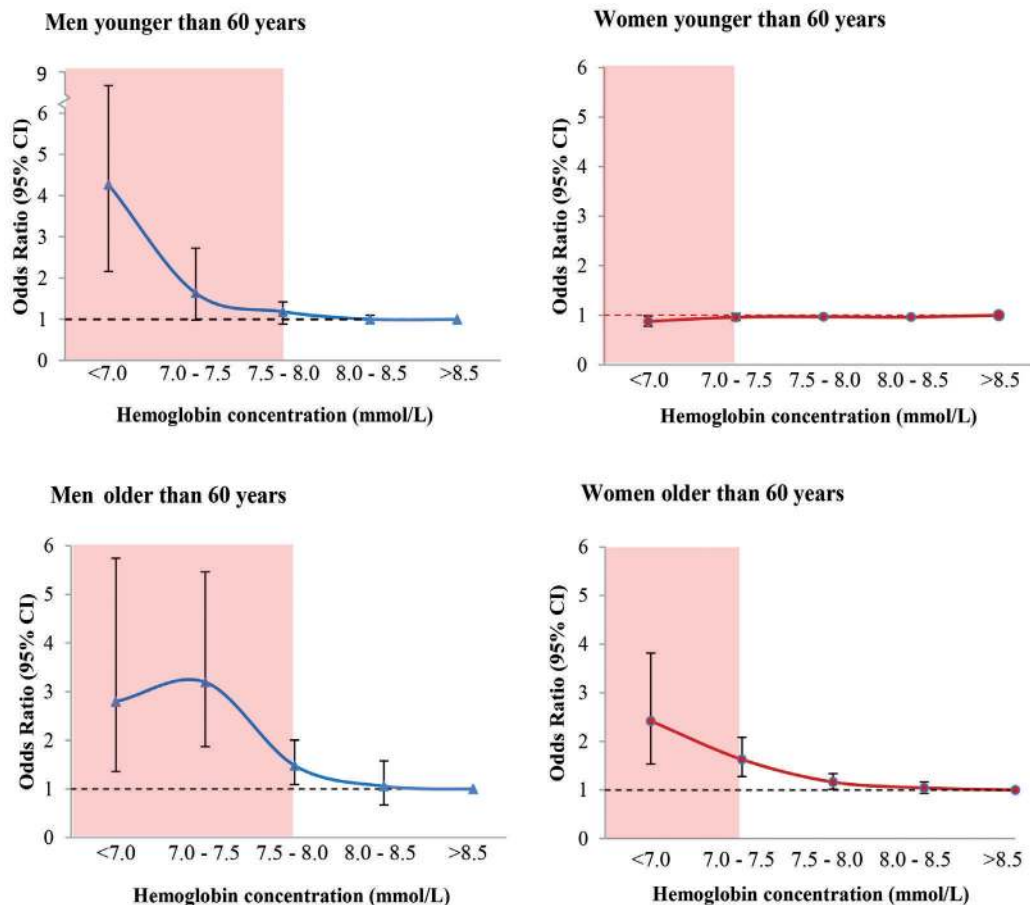 Men younger than 60 years
Odds Ratio (95% CI)
9
6
5
4
3
2
1
0
<7.0
7.0 - 7.5
7.5 - 8.0
8.0 - 8.5
>8.5
Hemoglobin concentration (mmol/L)
Women younger than 60 years
Odds Ratio (95% CI)
6
5
4
3
2
1
0
<7.0
7.0 - 7.5
7.5 - 8.0
8.0 - 8.5
>8.5
Hemoglobin concentration (mmol/L)
Men older than 60 years
Odds Ratio (95% CI)
6
5
4
3
2
1
0
<7.0
7.0 - 7.5
7.5 - 8.0
8.0 - 8.5
>8.5
Hemoglobin concentration (mmol/L)
Women older than 60 years
Odds Ratio (95% CI)
6
5
4
3
2
1
0
<7.0
7.0 - 7.5
7.5 - 8.0
8.0 - 8.5
>8.5
Hemoglobin concentration (mmol/L)